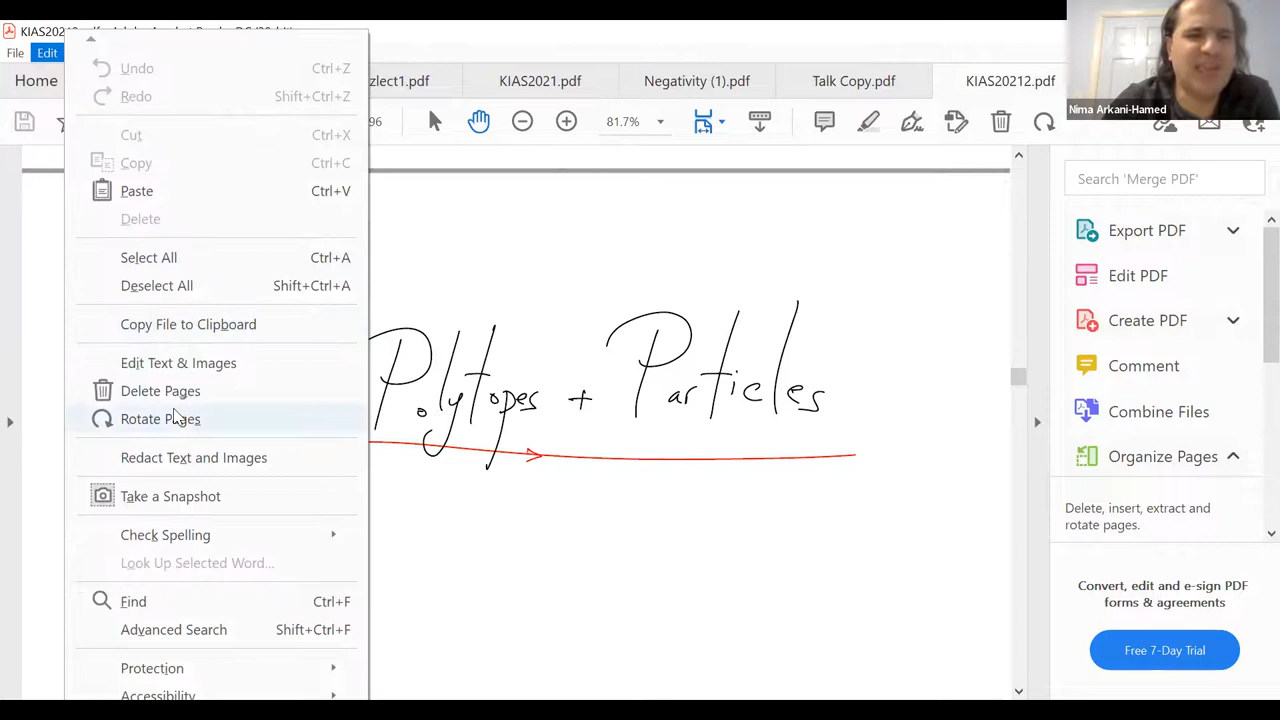 File Edit
Home zlect1.pdf KIAS2021.pdf Negativity (1).pdf Talk Copy.pdf KIAS20212.pdf
96 81.7%
Nima Arkani-Hamed
Undo Ctrl+Z
Redo Shift+Ctrl+Z
Cut Ctrl+X
Copy Ctrl+C
Paste Ctrl+V
Delete
Select All Ctrl+A
Deselect All Shift+Ctrl+A
Copy File to Clipboard
Edit Text & Images
Delete Pages
Rotate Pages
Redact Text and Images
Take a Snapshot
Check Spelling
Look Up Selected Word...
Find Ctrl+F
Advanced Search Shift+Ctrl+F
Protection
Accessibility
Polytopes + Particles
Search 'Merge PDF'
Export PDF
Edit PDF
Create PDF
Comment
Combine Files
Organize Pages
Delete, insert, extract and
rotate pages.
Convert, edit and e-sign PDF
forms & agreements
Free 7-Day Trial